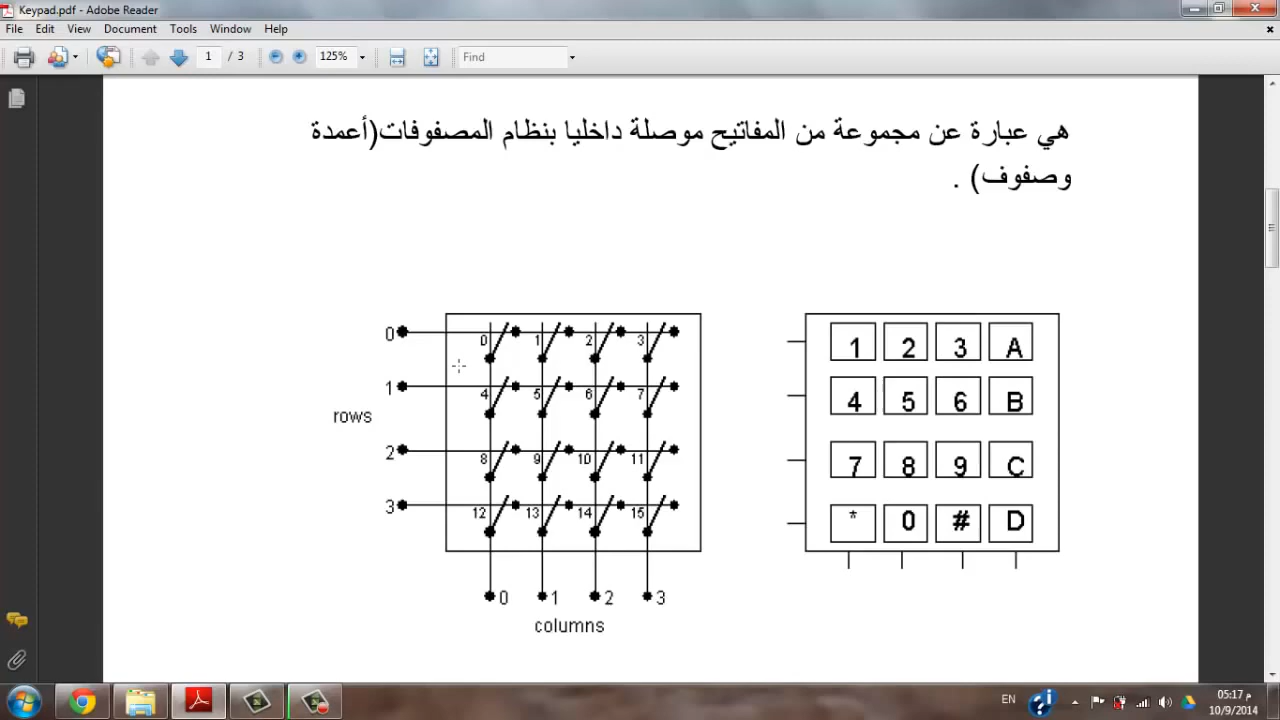 Keypad.pdf - Adobe Reader
File Edit View Document Tools Window Help
1 / 3 125% Find
هي عبارة عن مجموعة من المفاتيح موصلة داخليا بنظام المصفوفات(أعمدة
وصفوف) .
0 0 1 2 3
1 4 5 6 7
rows
2 8 9 10 11
3 12 13 14 15
0 1 2 3
columns
1 2 3 A
4 5 6 B
7 8 9 C
* 0 # D
EN
05:17 م
10/9/2014